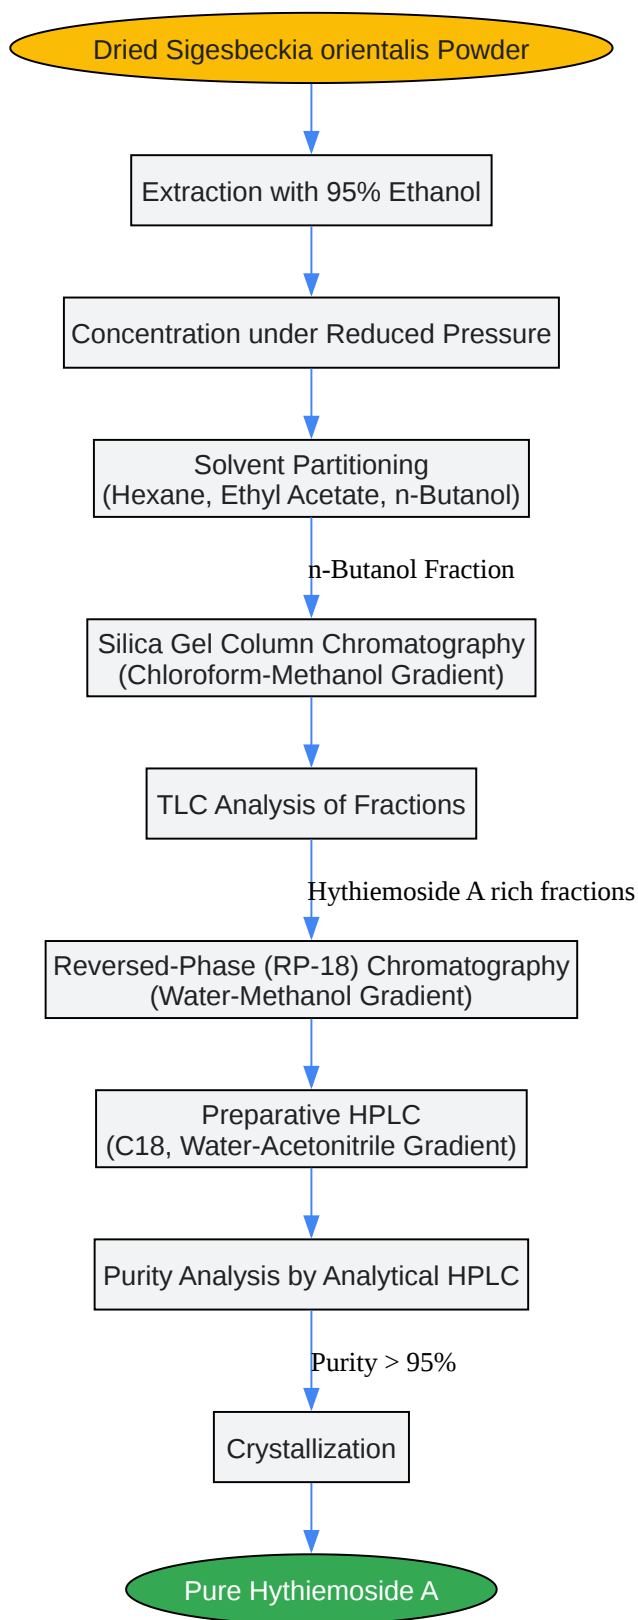 Dried Sigesbeckia orientalis Powder
Extraction with 95% Ethanol
Concentration under Reduced Pressure
Solvent Partitioning
(Hexane, Ethyl Acetate, n-Butanol)
n-Butanol Fraction
Silica Gel Column Chromatography
(Chloroform-Methanol Gradient)
TLC Analysis of Fractions
Hythiemoside A rich fractions
Reversed-Phase (RP-18) Chromatography
(Water-Methanol Gradient)
Preparative HPLC
(C18, Water-Acetonitrile Gradient)
Purity Analysis by Analytical HPLC
Purity > 95%
Crystallization
Pure Hythiemoside A